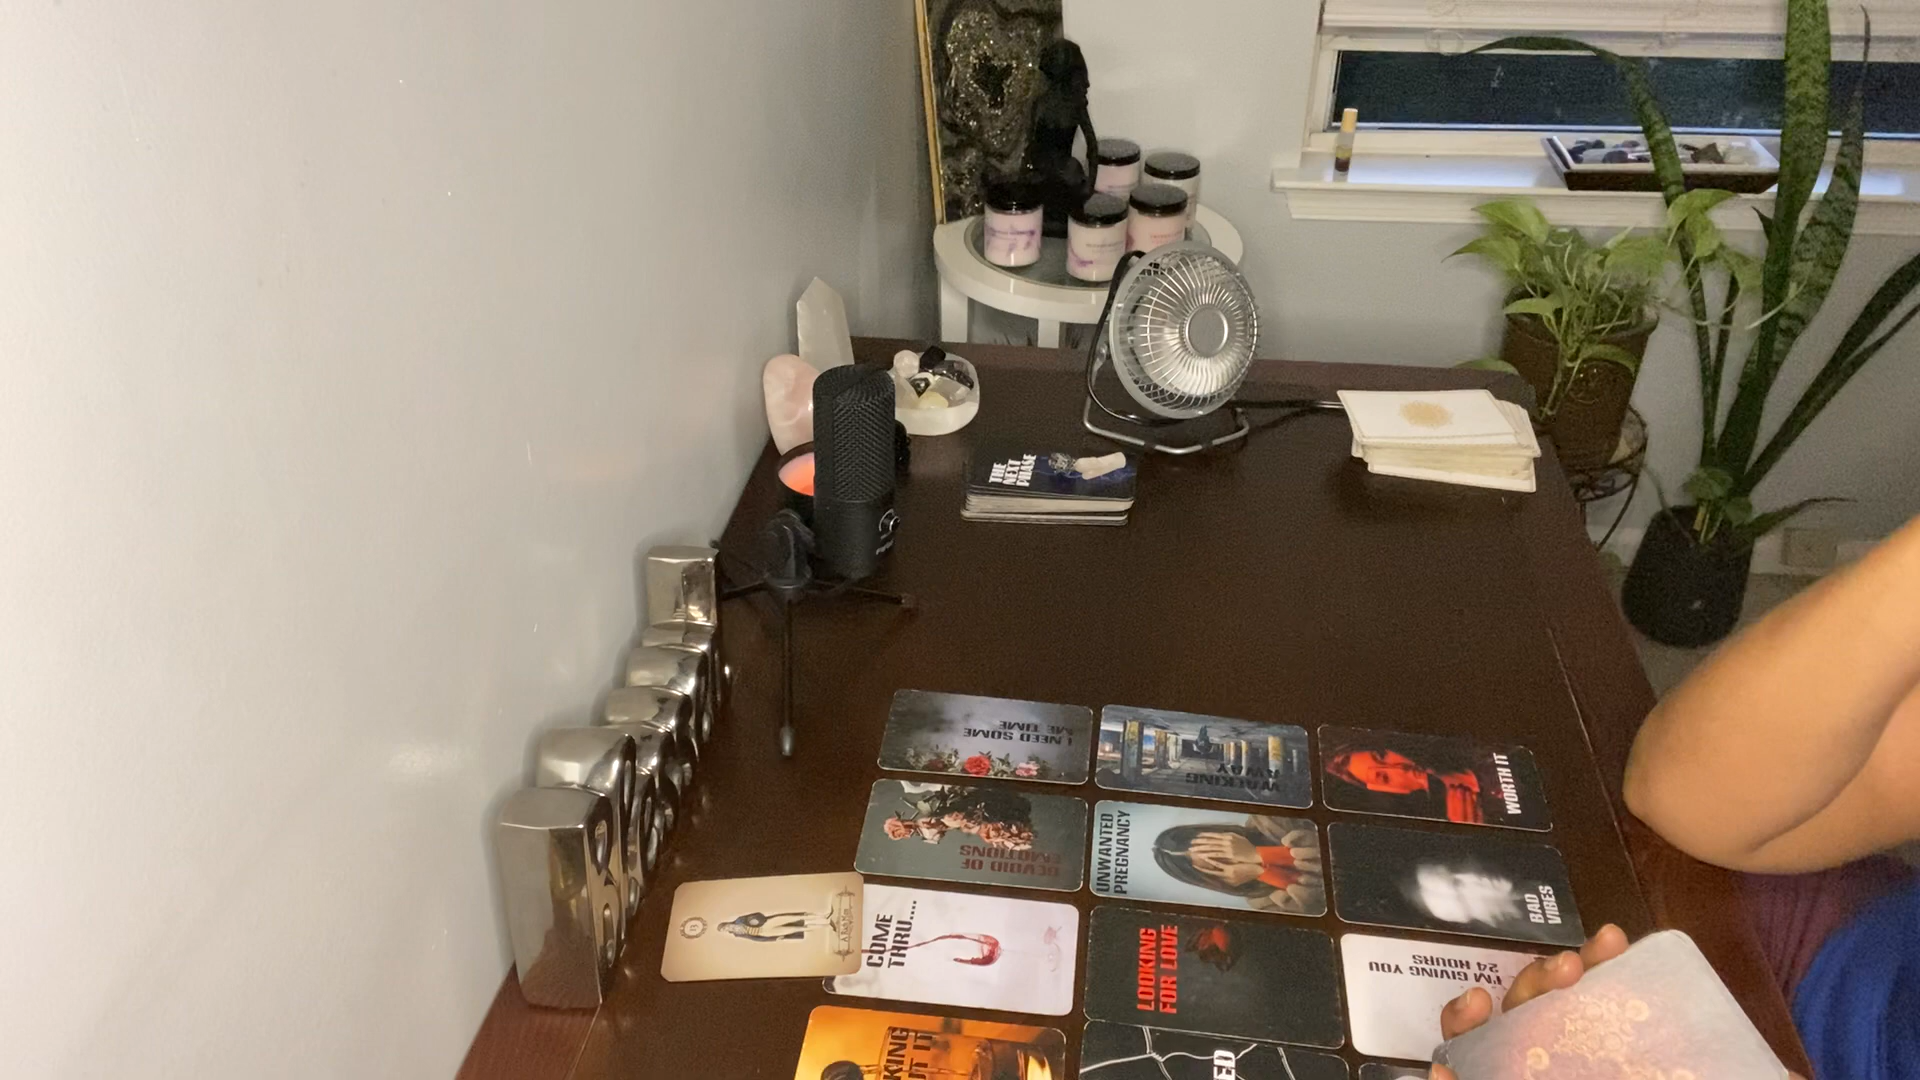 THE
NEXT
PHASE
I NEED SOME
ME TIME
WALKING
AWAY
WORTH IT
DEVOID OF
EMOTIONS
UNWANTED
PREGNANCY
BAD
VIBES
13
COME
THRU....
LOOKING
FOR LOVE
I'M GIVING YOU
24 HOURS